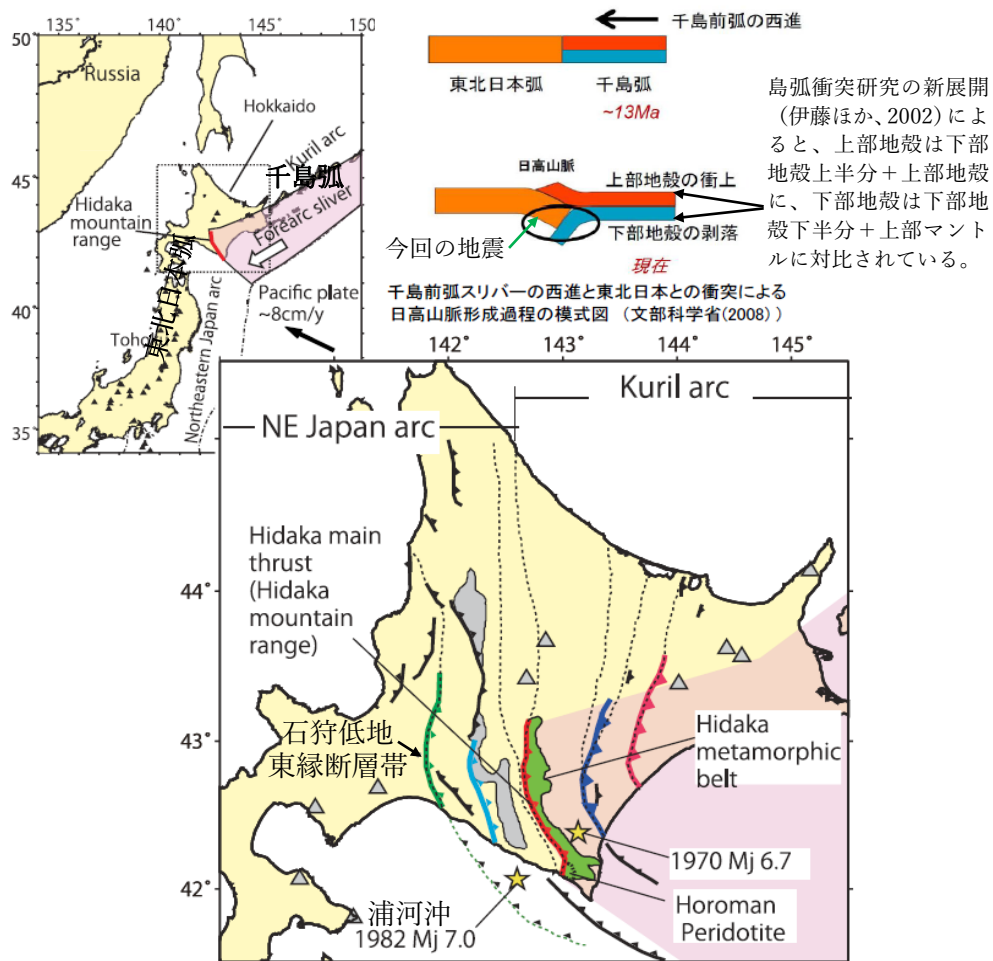 135°
140°
145°
150
50°
45°
40°
35°
Russia
Hokkaido
Kuril arc
千島弧
Forearc sliver
Hidaka
mountain
range
Pacific plate
~8cm/y
東北日本弧
Northeastern Japan arc
千島前弧の西進
東北日本弧
千島弧
~13Ma
日高山脈
上部地殻の衝上
下部地殻の剥落
今回の地震
現在
千島前弧スリバーの西進と東北日本との衝突による
日高山脈形成過程の模式図 （文部科学省(2008)）
島弧衝突研究の新展開
（伊藤ほか、2002）によ
ると、上部地殻は下部
地殻上半分＋上部地殻
に、下部地殻は下部地
殻下半分＋上部マント
ルに対比されている。
142°
143°
144°
145°
44°
43°
42°
NE Japan arc
Kuril arc
Hidaka main
thrust
(Hidaka
mountain
range)
石狩低地
東縁断層帯
Hidaka
metamorphic
belt
1970 Mj 6.7
Horoman
Peridotite
浦河沖
1982 Mj 7.0